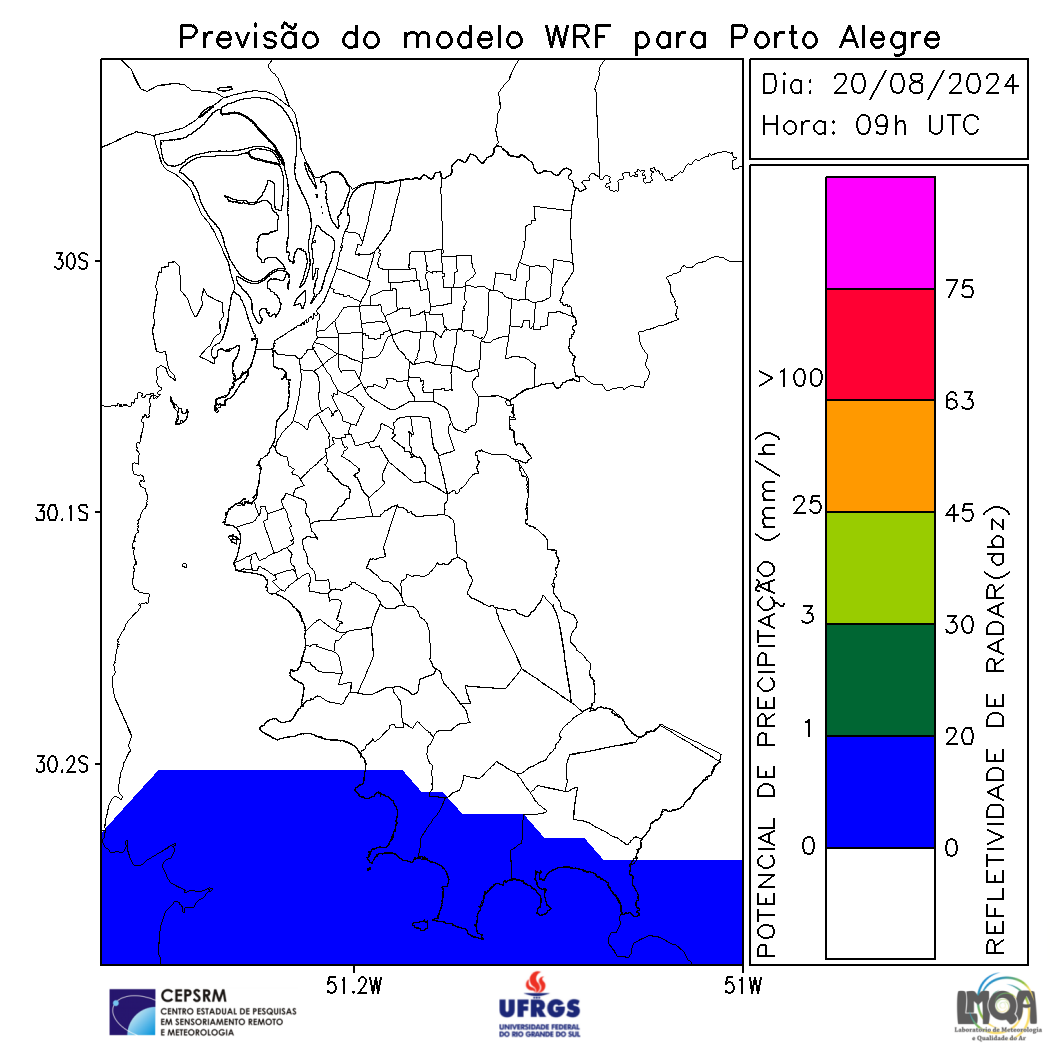 Previsão do modelo WRF para Porto Alegre
Dia: 20/08/2024
Hora: 09h UTC
30S
30.1S
30.2S
51.2W
51W
POTENCIAL DE PRECIPITAÇÃO (mm/h)
>100
25
3
1
0
75
63
45
30
20
0
REFLETIVIDADE DE RADAR(dbz)
CEPSRM
CENTRO ESTADUAL DE PESQUISAS
EM SENSORIAMENTO REMOTO
E METEOROLOGIA
UFRGS
UNIVERSIDADE FEDERAL
DO RIO GRANDE DO SUL
LMQA
Laboratório de Meteorologia
e Qualidade do Ar